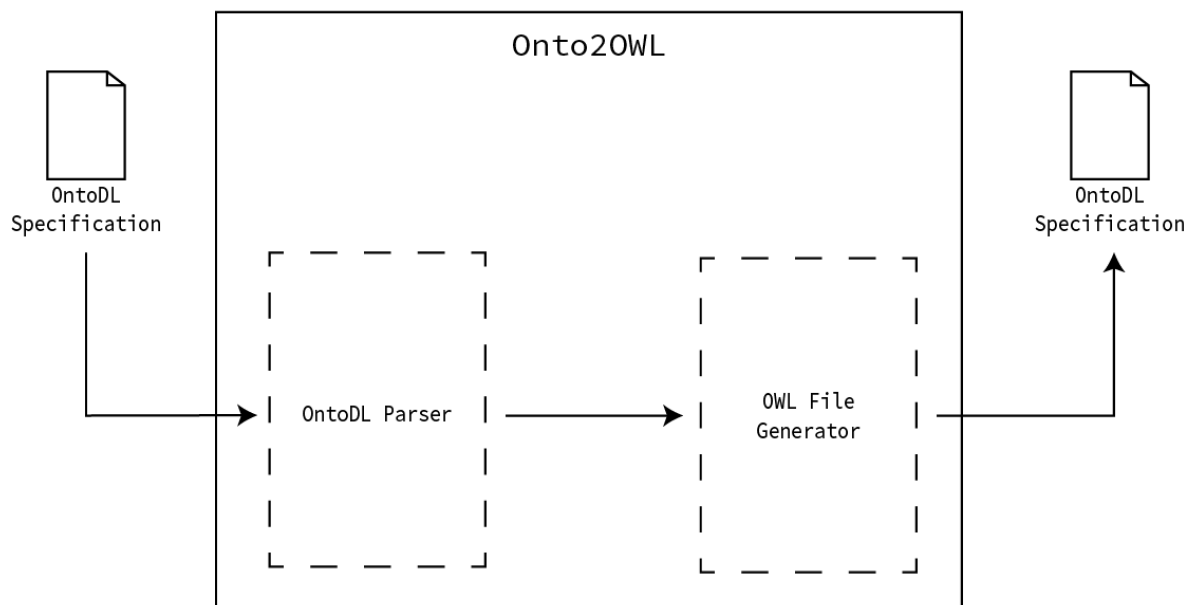 Onto2OWL
OntoDL
Specification
OntoDL
Specification
OntoDL Parser
OWL File
Generator